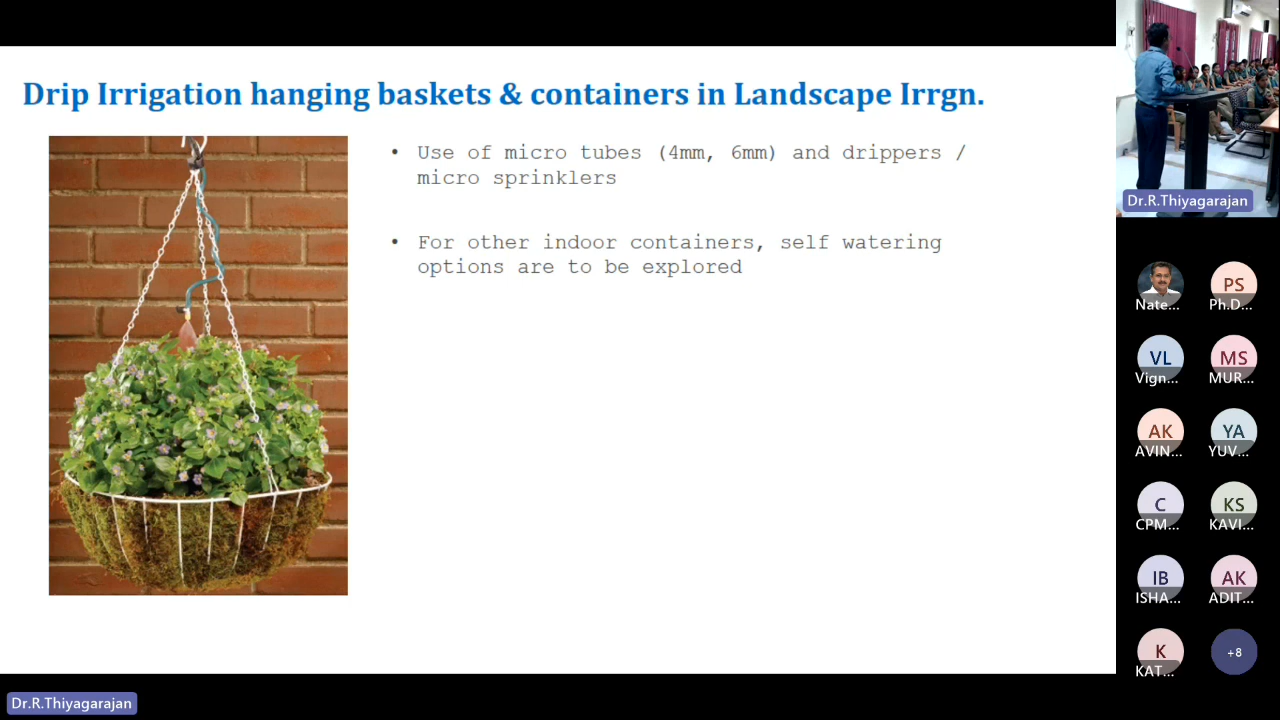 Drip Irrigation hanging baskets & containers in Landscape Irrgn.
• Use of micro tubes (4mm, 6mm) and drippers /
micro sprinklers
• For other indoor containers, self watering
options are to be explored
Dr.R.Thiyagarajan
Nate...
PS
Ph.D...
VL
Vign...
MS
MUR...
AK
AVIN...
YA
YUV...
C
CPM...
KS
KAVI...
IB
ISHA...
AK
ADIT...
K
KAT...
+8
Dr.R.Thiyagarajan